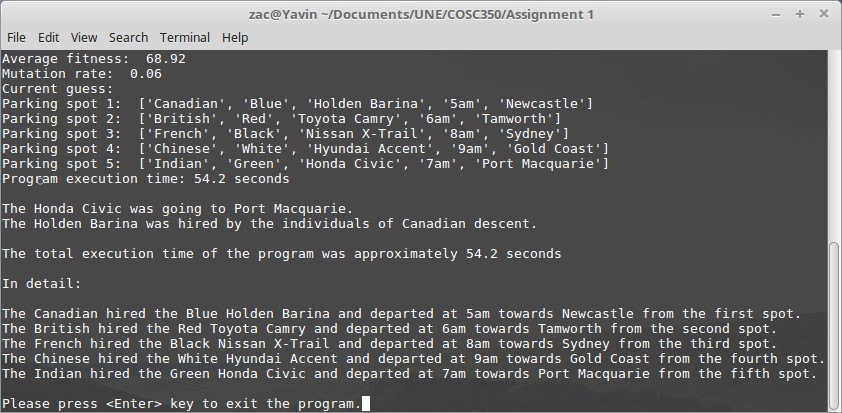 zac@Yavin ~/Documents/UNE/COSC350/Assignment 1
File Edit View Search Terminal Help
Average fitness:  68.92
Mutation rate:  0.06
Current guess:
Parking spot 1:  ['Canadian', 'Blue', 'Holden Barina', '5am', 'Newcastle']
Parking spot 2:  ['British', 'Red', 'Toyota Camry', '6am', 'Tamworth']
Parking spot 3:  ['French', 'Black', 'Nissan X-Trail', '8am', 'Sydney']
Parking spot 4:  ['Chinese', 'White', 'Hyundai Accent', '9am', 'Gold Coast']
Parking spot 5:  ['Indian', 'Green', 'Honda Civic', '7am', 'Port Macquarie']
Program execution time: 54.2 seconds
The Honda Civic was going to Port Macquarie.
The Holden Barina was hired by the individuals of Canadian descent.
The total execution time of the program was approximately 54.2 seconds
In detail:
The Canadian hired the Blue Holden Barina and departed at 5am towards Newcastle from the first spot.
The British hired the Red Toyota Camry and departed at 6am towards Tamworth from the second spot.
The French hired the Black Nissan X-Trail and departed at 8am towards Sydney from the third spot.
The Chinese hired the White Hyundai Accent and departed at 9am towards Gold Coast from the fourth spot.
The Indian hired the Green Honda Civic and departed at 7am towards Port Macquarie from the fifth spot.
Please press <Enter> key to exit the program.